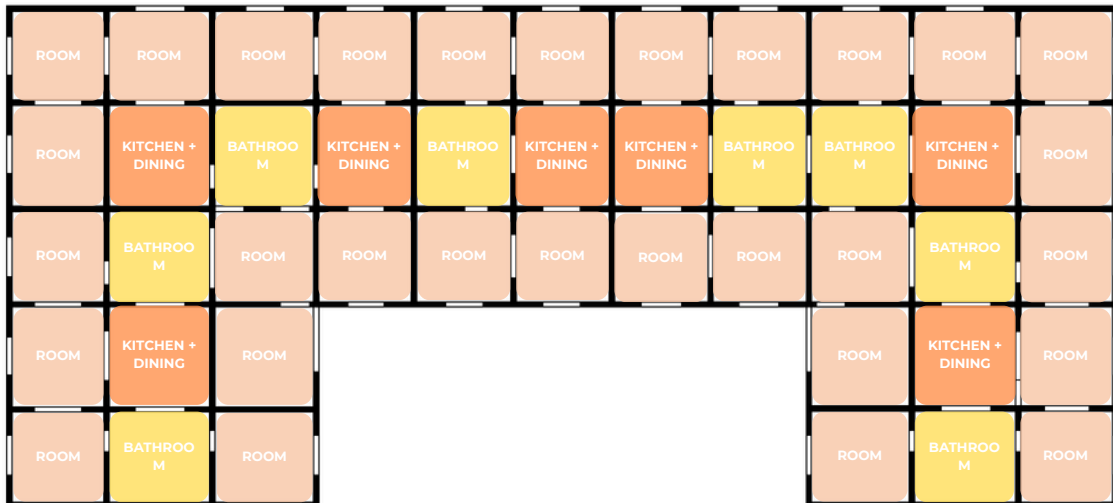 ROOM ROOM ROOM ROOM ROOM ROOM ROOM ROOM ROOM ROOM ROOM
ROOM KITCHEN + BATHROO KITCHEN + BATHROO KITCHEN + KITCHEN + BATHROO BATHROO KITCHEN + ROOM
DINING M DINING M DINING DINING M M DINING
ROOM BATHROO ROOM ROOM ROOM ROOM ROOM ROOM ROOM BATHROO ROOM
M M
ROOM KITCHEN + ROOM ROOM KITCHEN + ROOM
DINING DINING
ROOM BATHROO ROOM ROOM BATHROO ROOM
M M